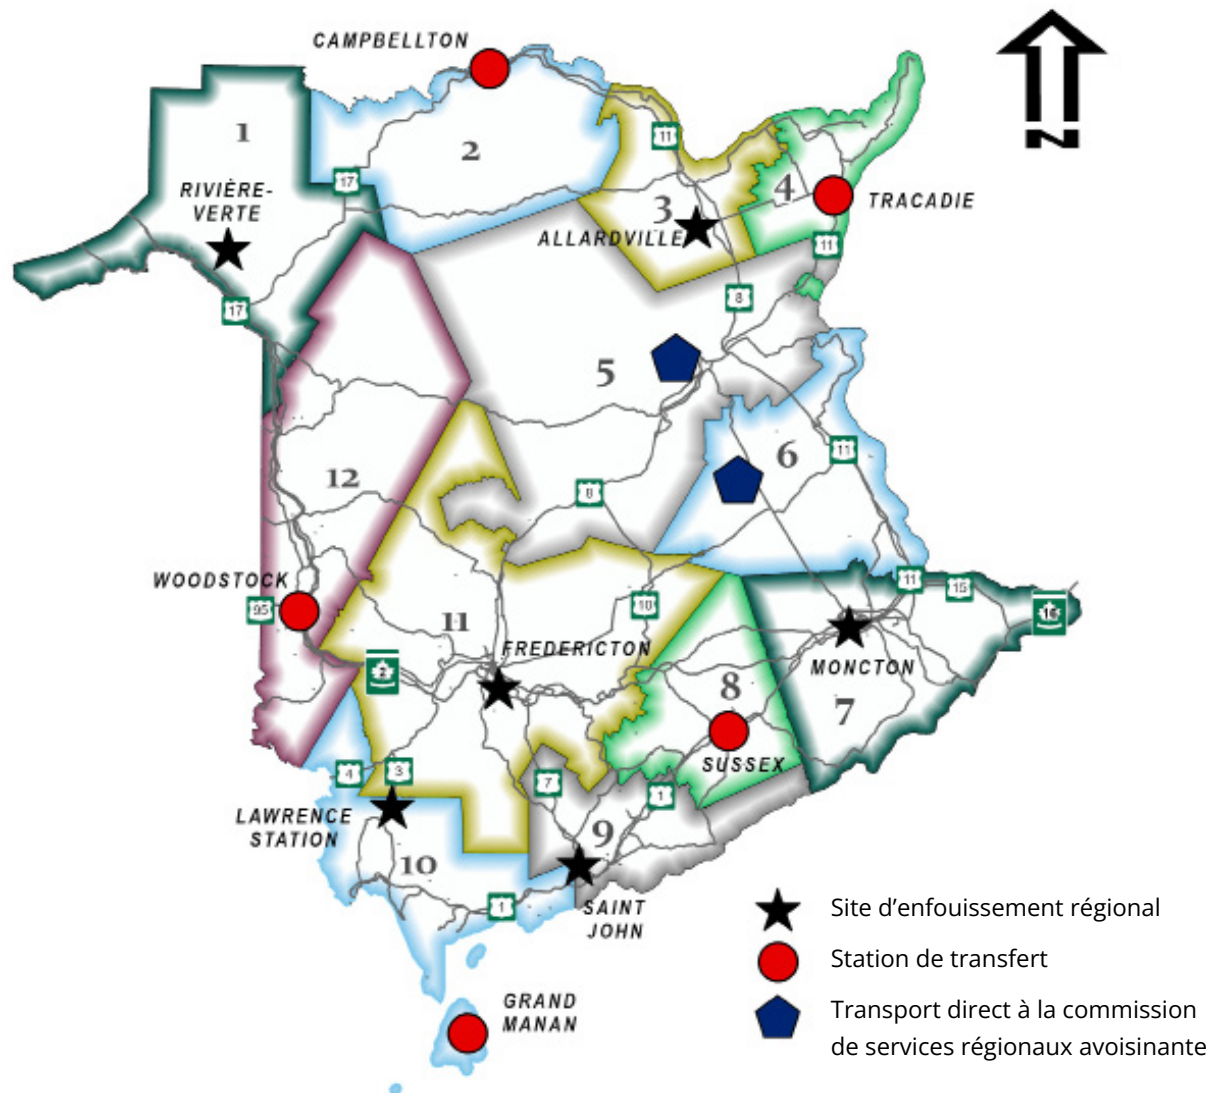 CAMPBELLTON
1
2
11
17
RIVIÈRE-
VERTE
3
4
TRACADIE
ALLARDVILLE
11
17
8
5
6
11
12
8
WOODSTOCK
95
11
15
16
10
11
FREDERICTON
2
MONCTON
8
7
SUSSEX
4
3
7
1
LAWRENCE
STATION
9
10
1
SAINT
JOHN
GRAND
MANAN
N
Site d'enfouissement régional
Station de transfert
Transport direct à la commission
de services régionaux avoisinante